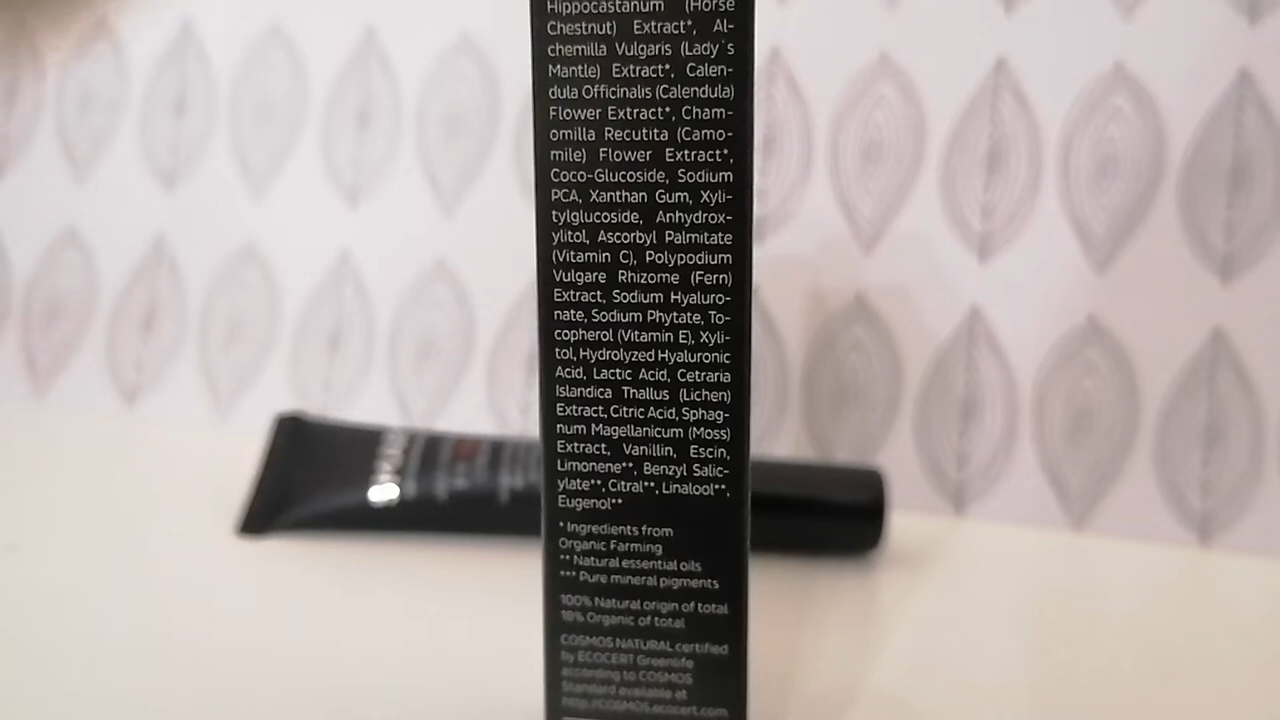 Hippocastanum (Horse
Chestnut) Extract*, Al-
chemilla Vulgaris (Lady´s
Mantle) Extract*, Calen-
dula Officinalis (Calendula)
Flower Extract*, Cham-
omilla Recutita (Camo-
mile) Flower Extract*,
Coco-Glucoside, Sodium
PCA, Xanthan Gum, Xyli-
tylglucoside, Anhydrox-
ylitol, Ascorbyl Palmitate
(Vitamin C), Polypodium
Vulgare Rhizome (Fern)
Extract, Sodium Hyaluro-
nate, Sodium Phytate, To-
copherol (Vitamin E), Xyli-
tol, Hydrolyzed Hyaluronic
Acid, Lactic Acid, Cetraria
Islandica Thallus (Lichen)
Extract, Citric Acid, Sphag-
num Magellanicum (Moss)
Extract, Vanillin, Escin,
Limonene**, Benzyl Salic-
ylate**, Citral**, Linalool**,
Eugenol**
* Ingredients from
Organic Farming
** Natural essential oils
*** Pure mineral pigments
100% Natural origin of total
18% Organic of total
COSMOS NATURAL certified
by ECOCERT Greenlife
according to COSMOS
Standard available at
http://COSMOS.ecocert.com